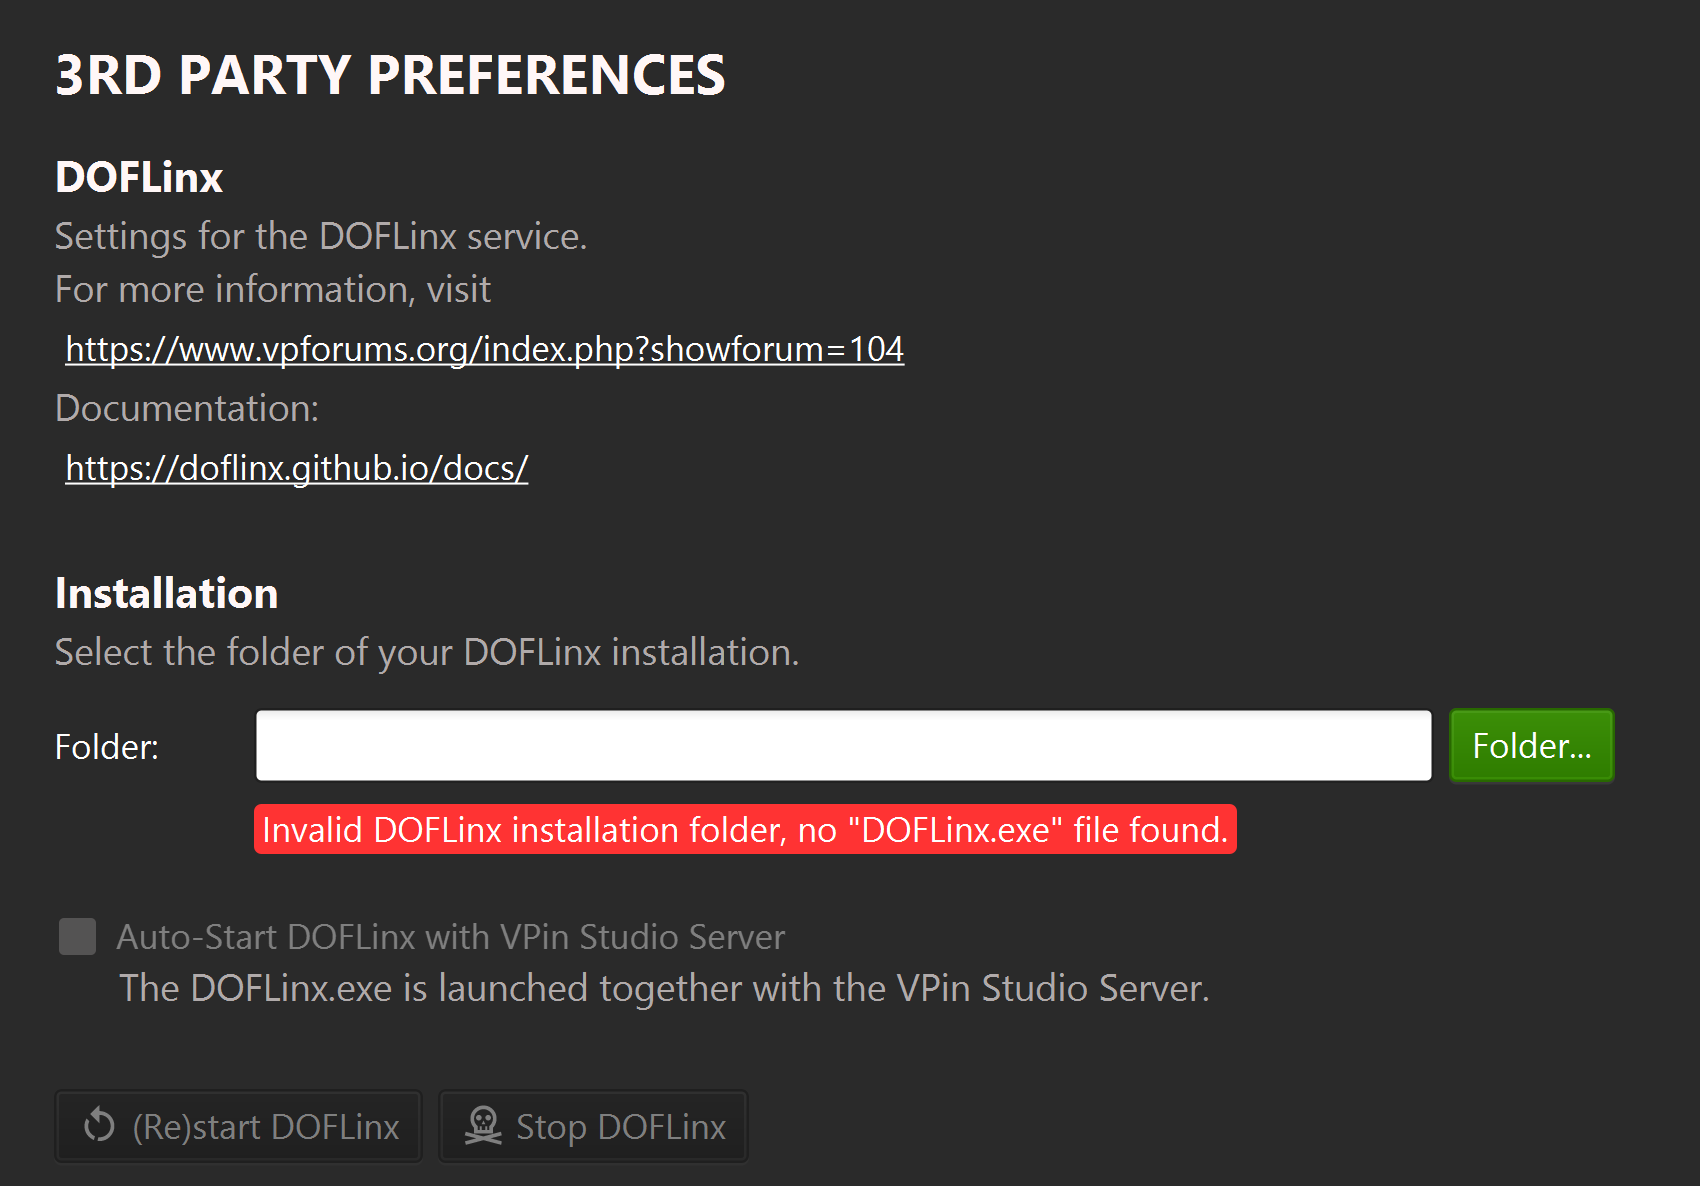 3RD PARTY PREFERENCES
DOFLinx
Settings for the DOFLinx service.
For more information, visit
https://www.vpforums.org/index.php?showforum=104
Documentation:
https://doflinx.github.io/docs/
Installation
Select the folder of your DOFLinx installation.
Folder: Folder...
Invalid DOFLinx installation folder, no "DOFLinx.exe" file found.
Auto-Start DOFLinx with VPin Studio Server
The DOFLinx.exe is launched together with the VPin Studio Server.
(Re)start DOFLinx Stop DOFLinx